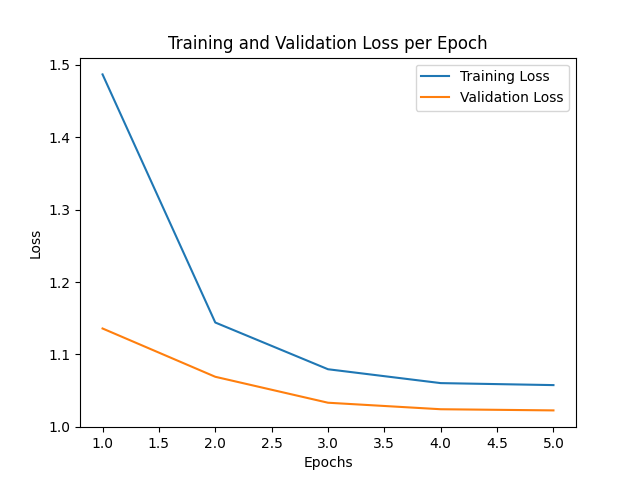 Training and Validation Loss per Epoch
Training Loss
Validation Loss
Loss
1.5
1.4
1.3
1.2
1.1
1.0
1.0 1.5 2.0 2.5 3.0 3.5 4.0 4.5 5.0
Epochs